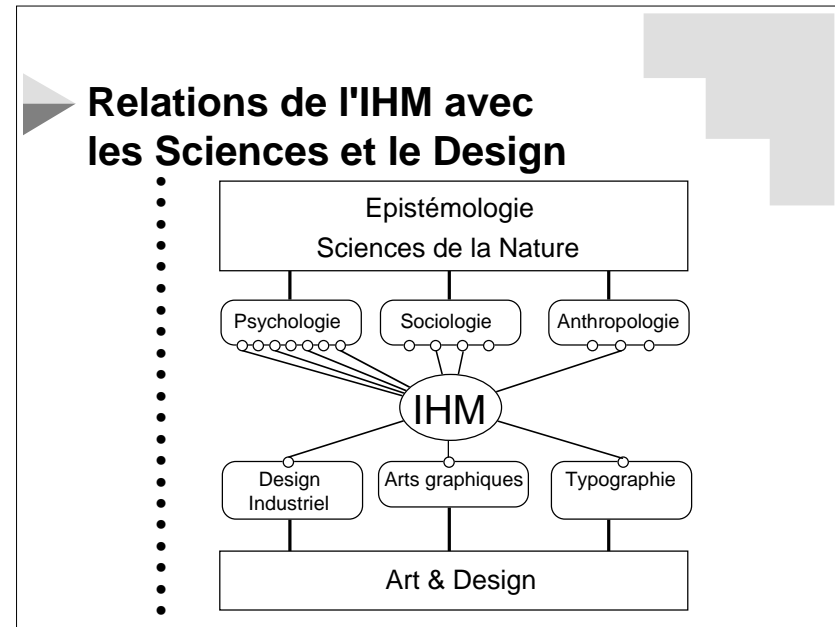 Relations de l'IHM avec
les Sciences et le Design
Epistémologie
Sciences de la Nature
Psychologie
Sociologie
Anthropologie
IHM
Design
Industriel
Arts graphiques
Typographie
Art & Design